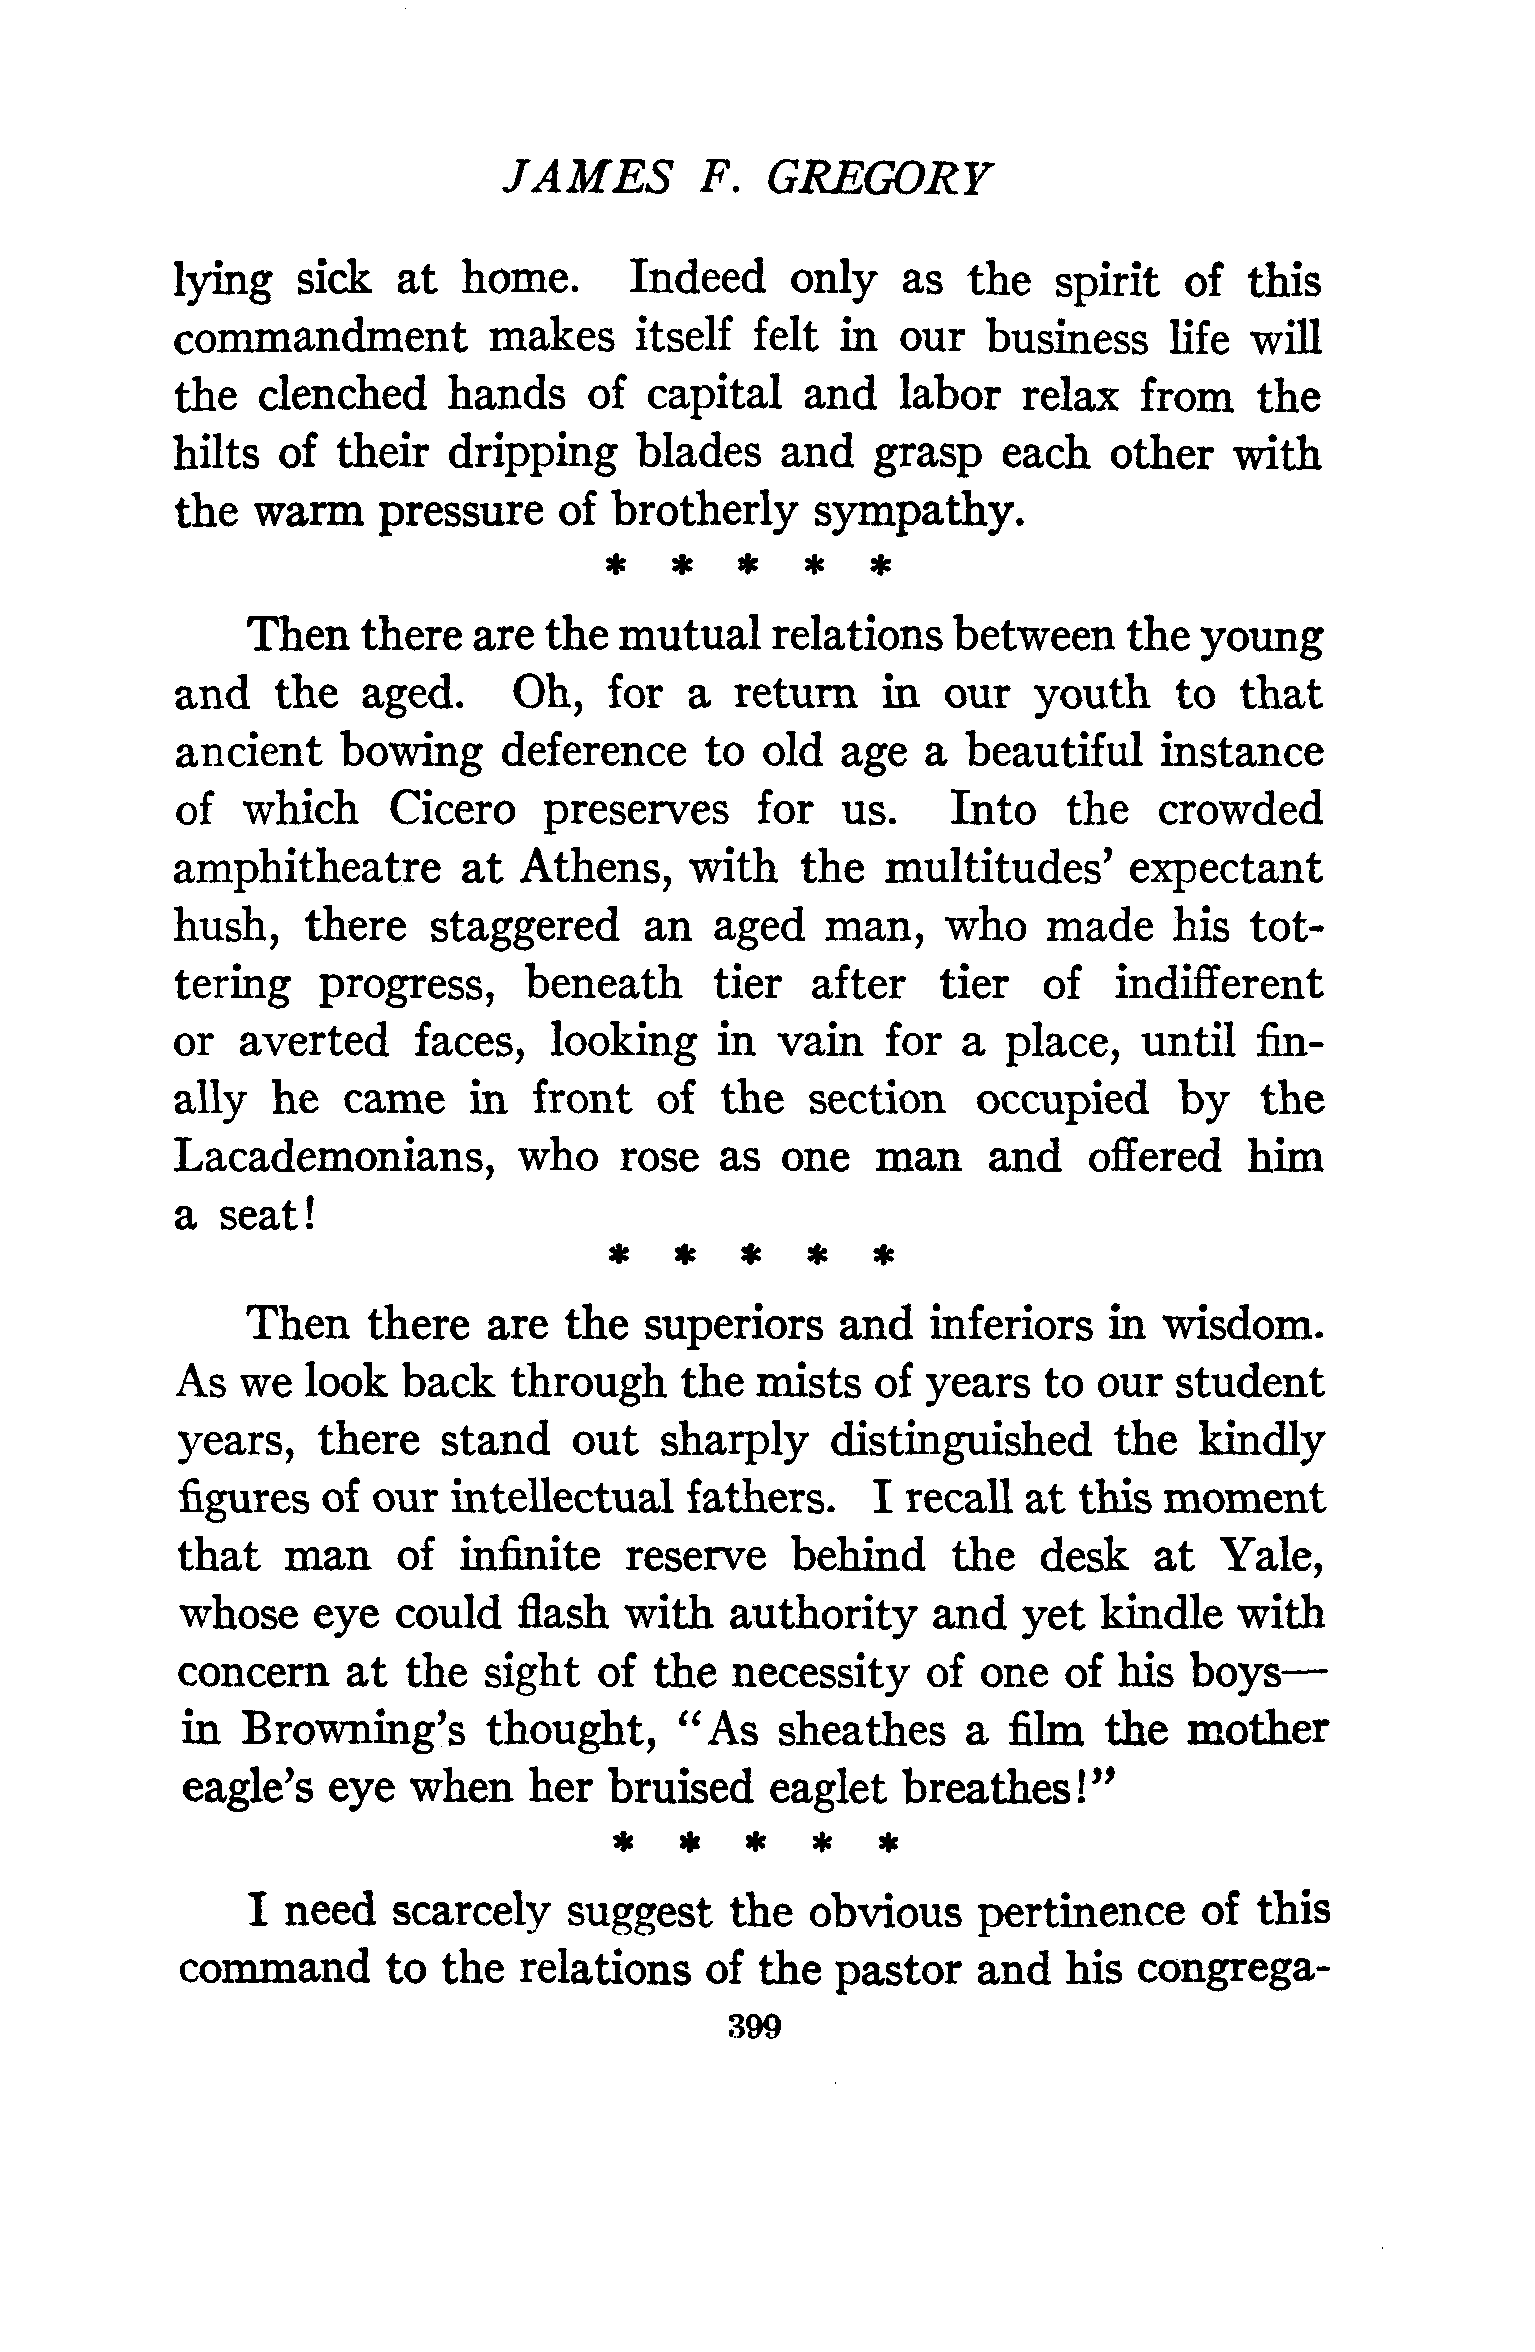 JAMES F. GREGORY
lying sick at home. Indeed only as the spirit of this
commandment makes itself felt in our business life will
the clenched hands of capital and labor relax from the
hilts of their dripping blades and grasp each other with
the warm pressure of brotherly sympathy.
* * * * *
Then there are the mutual relations between the young
and the aged. Oh, for a return in our youth to that
ancient bowing deference to old age a beautiful instance
of which Cicero preserves for us. Into the crowded
amphitheatre at Athens, with the multitudes' expectant
hush, there staggered an aged man, who made his tot-
tering progress, beneath tier after tier of indifferent
or averted faces, looking in vain for a place, until fin-
ally he came in front of the section occupied by the
Lacademonians, who rose as one man and offered him
a seat!
* * * * *
Then there are the superiors and inferiors in wisdom.
As we look back through the mists of years to our student
years, there stand out sharply distinguished the kindly
figures of our intellectual fathers. I recall at this moment
that man of infinite reserve behind the desk at Yale,
whose eye could flash with authority and yet kindle with
concern at the sight of the necessity of one of his boys—
in Browning's thought, "As sheathes a film the mother
eagle's eye when her bruised eaglet breathes!"
* * * * *
I need scarcely suggest the obvious pertinence of this
command to the relations of the pastor and his congrega-
399